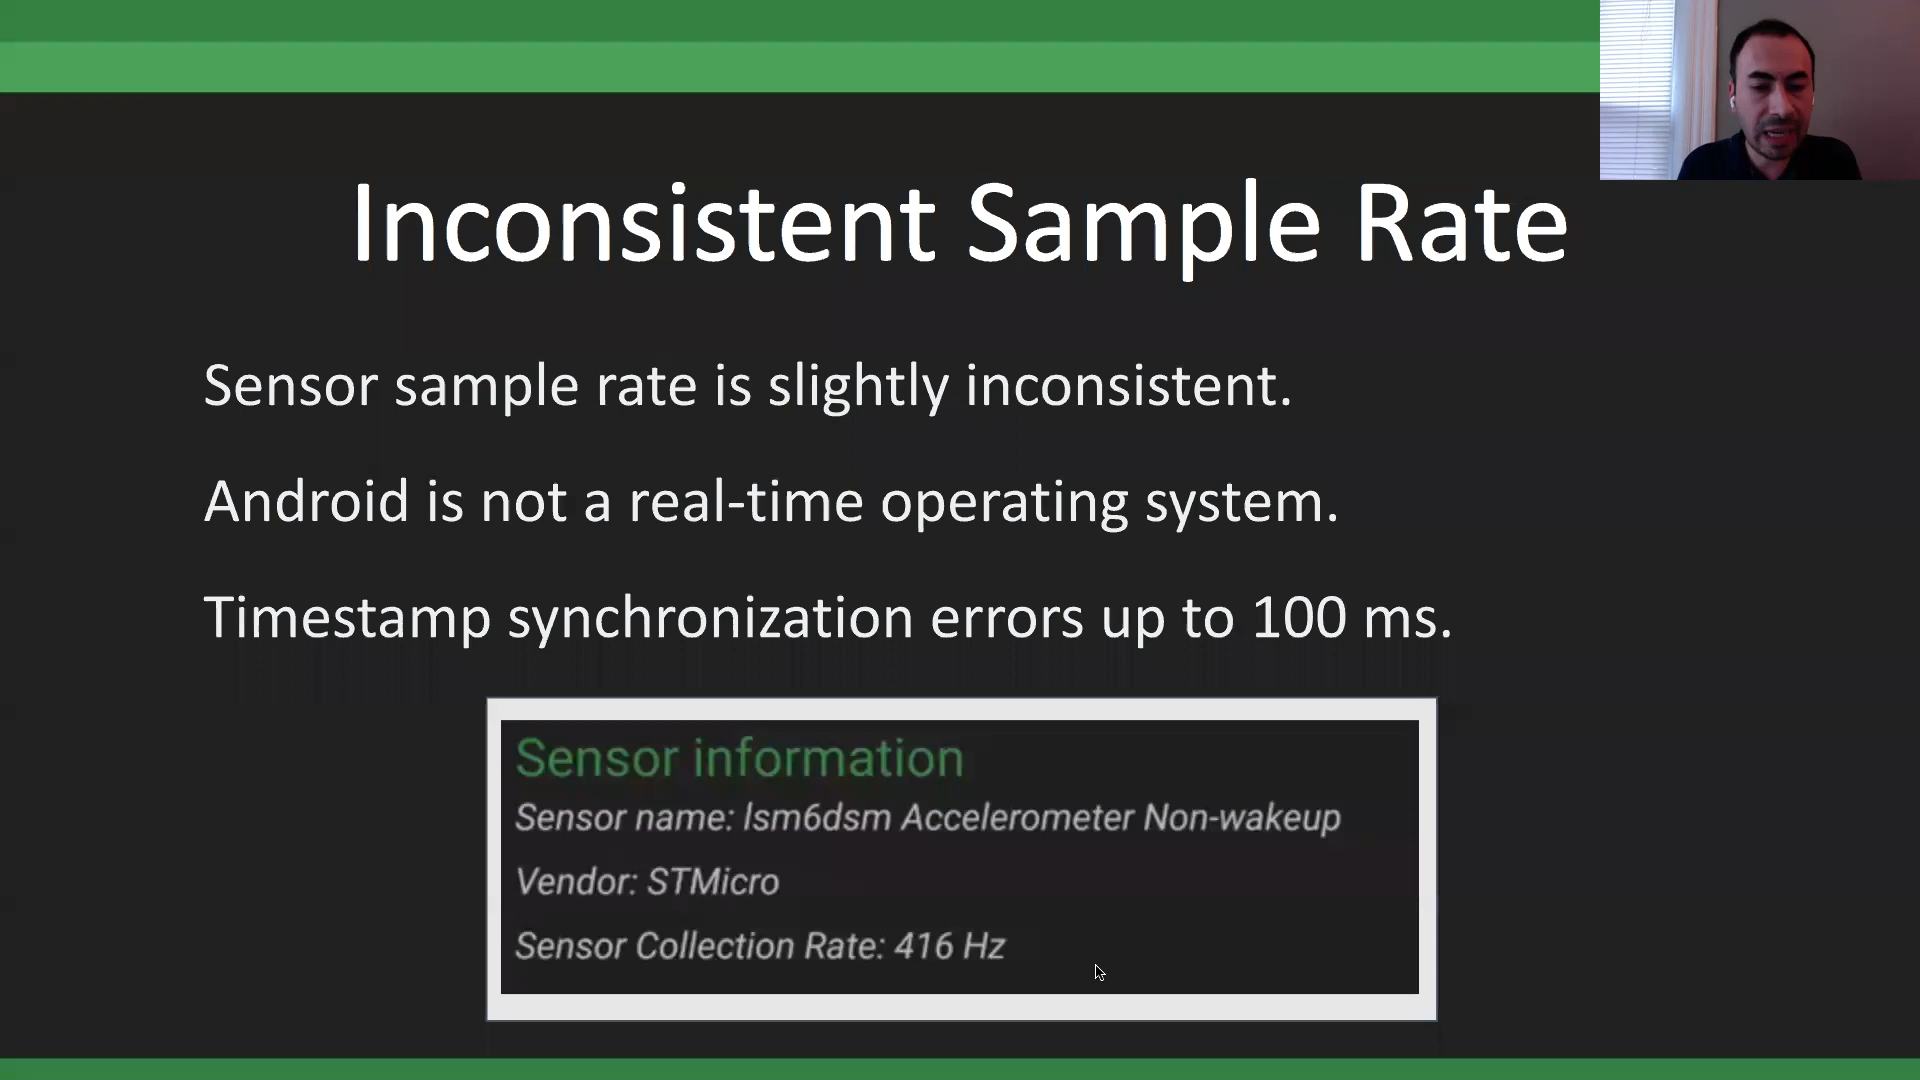 Inconsistent Sample Rate
Sensor sample rate is slightly inconsistent.
Android is not a real-time operating system.
Timestamp synchronization errors up to 100 ms.
Sensor information
Sensor name: lsm6dsm Accelerometer Non-wakeup
Vendor: STMicro
Sensor Collection Rate: 416 Hz